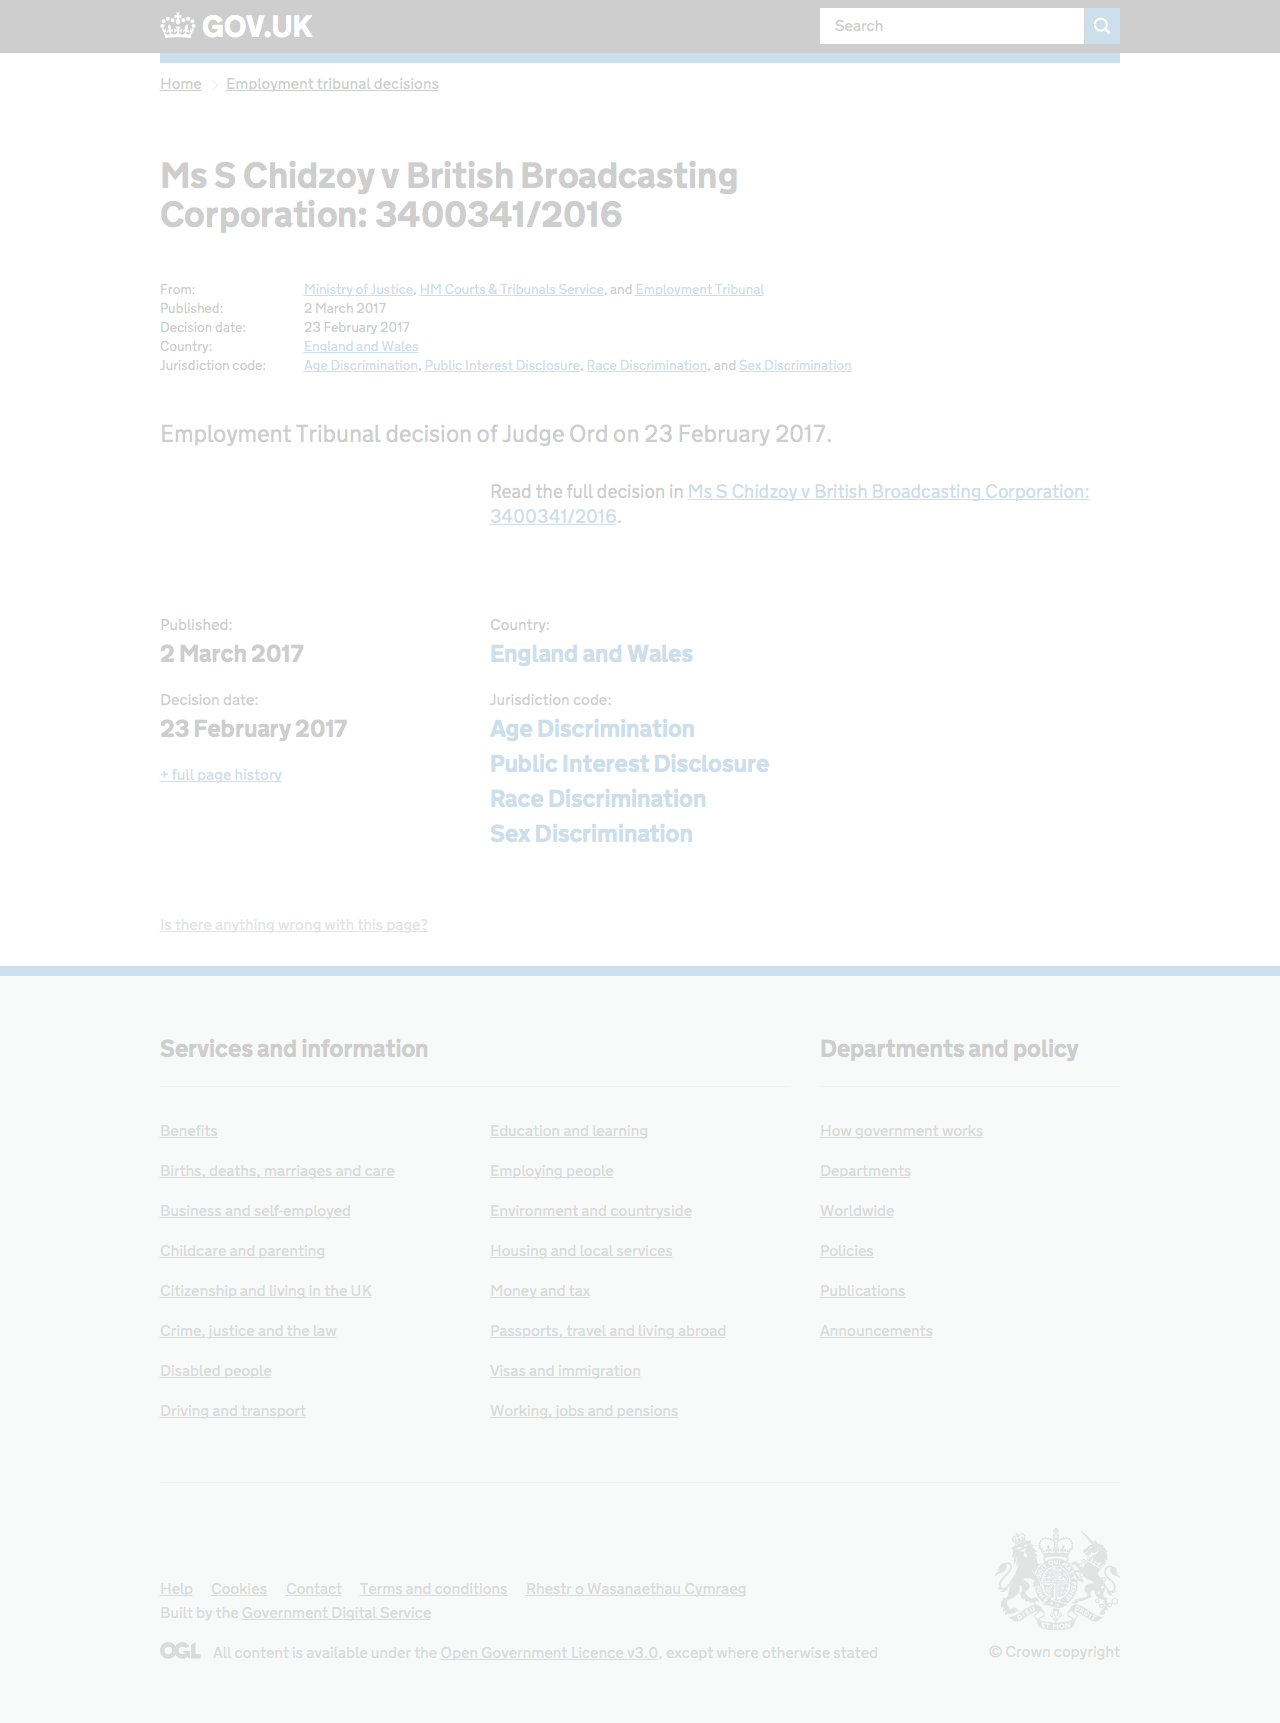 GOV.UK
Search
Home
Employment tribunal decisions
Ms S Chidzoy v British Broadcasting
Corporation: 3400341/2016
From: Ministry of Justice, HM Courts & Tribunals Service, and Employment Tribunal
Published: 2 March 2017
Decision date: 23 February 2017
Country: England and Wales
Jurisdiction code: Age Discrimination, Public Interest Disclosure, Race Discrimination, and Sex Discrimination
Employment Tribunal decision of Judge Ord on 23 February 2017.
Read the full decision in Ms S Chidzoy v British Broadcasting Corporation:
3400341/2016.
Published:
2 March 2017
Decision date:
23 February 2017
+ full page history
Country:
England and Wales
Jurisdiction code:
Age Discrimination
Public Interest Disclosure
Race Discrimination
Sex Discrimination
Is there anything wrong with this page?
Services and information
Benefits
Births, deaths, marriages and care
Business and self-employed
Childcare and parenting
Citizenship and living in the UK
Crime, justice and the law
Disabled people
Driving and transport
Education and learning
Employing people
Environment and countryside
Housing and local services
Money and tax
Passports, travel and living abroad
Visas and immigration
Working, jobs and pensions
Departments and policy
How government works
Departments
Worldwide
Policies
Publications
Announcements
Help Cookies Contact Terms and conditions Rhestr o Wasanaethau Cymraeg
Built by the Government Digital Service
OGL All content is available under the Open Government Licence v3.0, except where otherwise stated
© Crown copyright